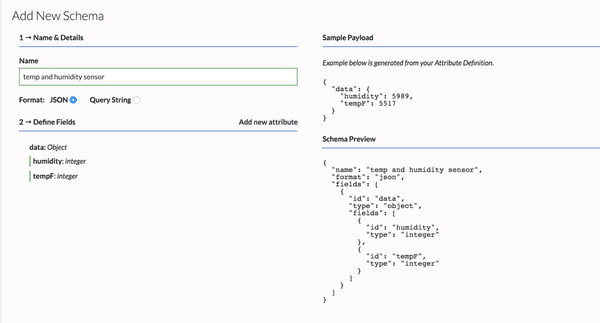 Add New Schema
1 → Name & Details
Name
temp and humidity sensor
Format: JSON Query String
2 → Define Fields Add new attribute
data: Object
humidity: integer
tempF: integer
Sample Payload
Example below is generated from your Attribute Definition.
{
"data": {
"humidity": 5989,
"tempF": 5517
}
}
Schema Preview
{
"name": "temp and humidity sensor",
"format": "json",
"fields": [
{
"id": "data",
"type": "object",
"fields": [
{
"id": "humidity",
"type": "integer"
},
{
"id": "tempF",
"type": "integer"
}
]
}
]
}